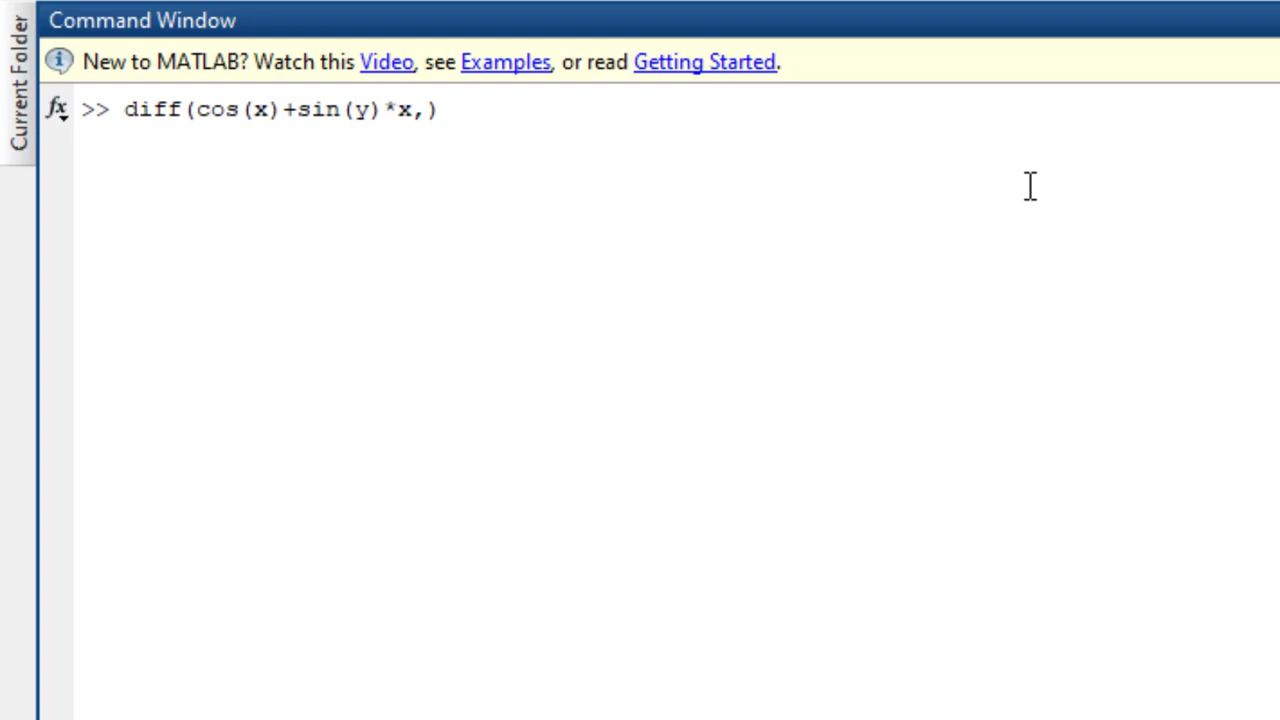 Current Folder
Command Window
New to MATLAB? Watch this Video, see Examples, or read Getting Started.
fx >> diff(cos(x)+sin(y)*x,)